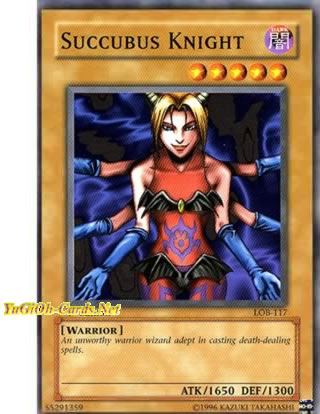 SUCCUBUS KNIGHT
DARK
闇
YuGiOh-Cards.Net
LOB-117
[WARRIOR]
An unworthy warrior wizard adept in casting death-dealing
spells.
ATK/1650 DEF/1300
55291359
©1996 KAZUKI TAKAHASHI